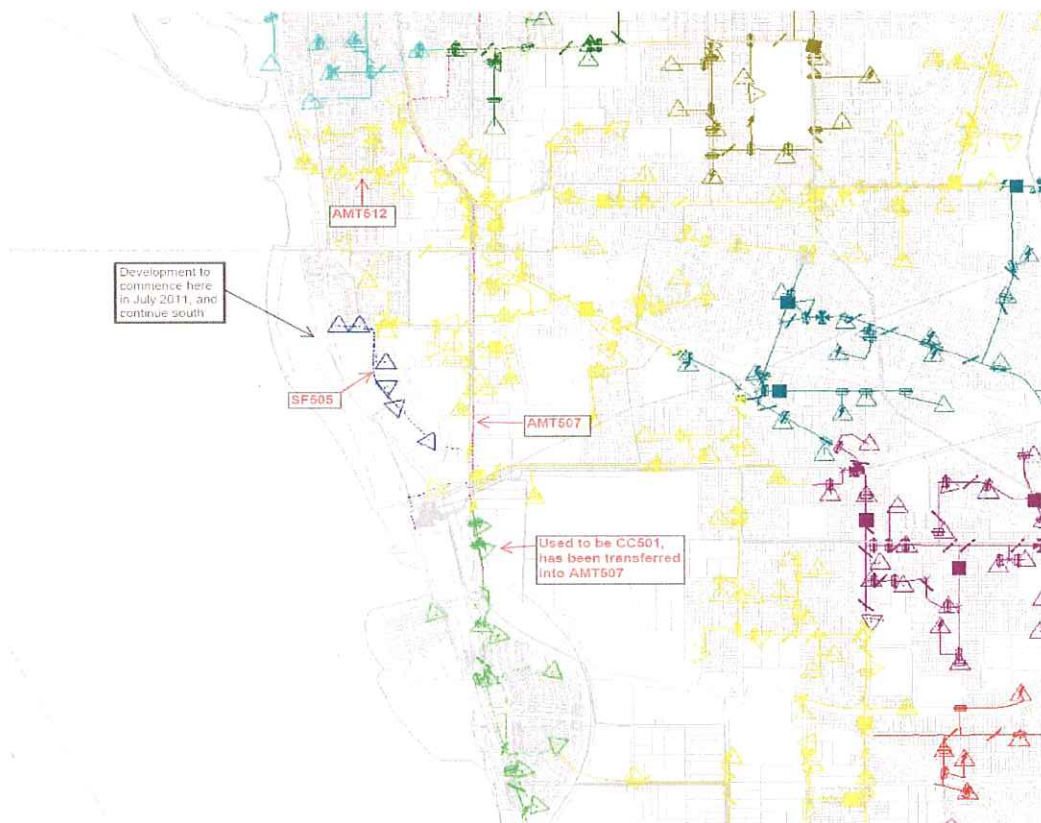 AMT512
Development to
commence here
in July 2011, and
continue south
SF505
AMT507
Used to be CC501,
has been transferred
into AMT507